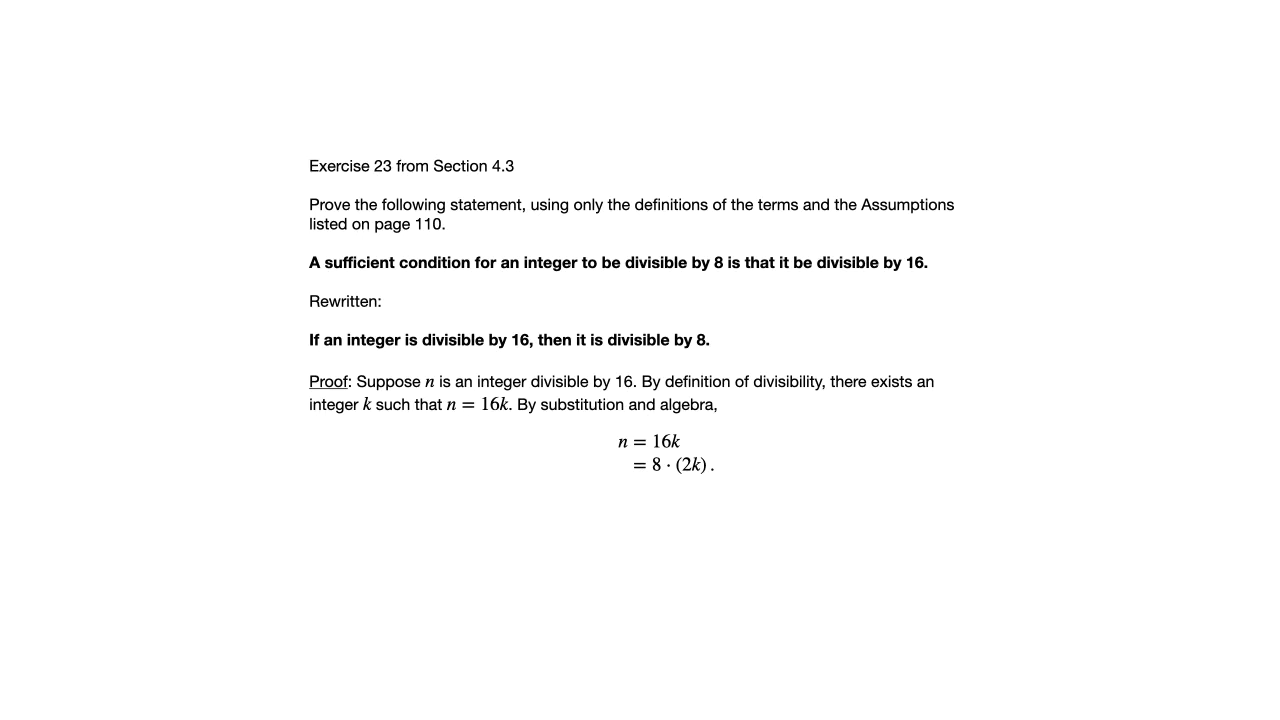 Exercise 23 from Section 4.3
Prove the following statement, using only the definitions of the terms and the Assumptions
listed on page 110.
A sufficient condition for an integer to be divisible by 8 is that it be divisible by 16.
Rewritten:
If an integer is divisible by 16, then it is divisible by 8.
Proof: Suppose n is an integer divisible by 16. By definition of divisibility, there exists an
integer k such that n = 16k. By substitution and algebra,
n = 16k
= 8 · (2k) .